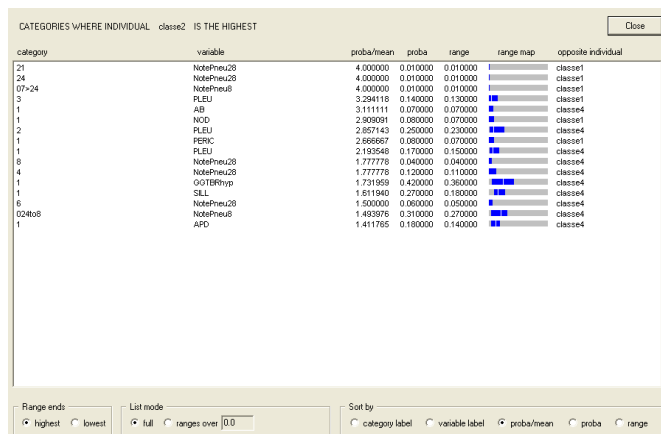 CATEGORIES WHERE INDIVIDUAL classe2 IS THE HIGHEST Close
category variable proba/mean proba range range map opposite individual
21 NotePneu28 4.000000 0.010000 0.010000 classe1
24 NotePneu28 4.000000 0.010000 0.010000 classe1
07>24 NotePneu8 4.000000 0.010000 0.010000 classe1
3 PLEU 3.294118 0.140000 0.130000 classe1
1 AB 3.111111 0.070000 0.070000 classe4
1 NOD 2.909091 0.080000 0.070000 classe1
2 PLEU 2.857143 0.250000 0.230000 classe4
1 PERIC 2.666667 0.080000 0.070000 classe1
1 PLEU 2.193548 0.170000 0.150000 classe4
8 NotePneu28 1.777778 0.040000 0.040000 classe4
4 NotePneu28 1.777778 0.120000 0.110000 classe4
1 GGTBRhyp 1.731959 0.420000 0.360000 classe4
1 SILL 1.611940 0.270000 0.180000 classe4
6 NotePneu28 1.500000 0.060000 0.050000 classe4
024to8 NotePneu8 1.493976 0.310000 0.270000 classe4
1 APD 1.411765 0.180000 0.140000 classe4
Range ends List mode Sort by
highest lowest full ranges over 0.0 category label variable label proba/mean proba range